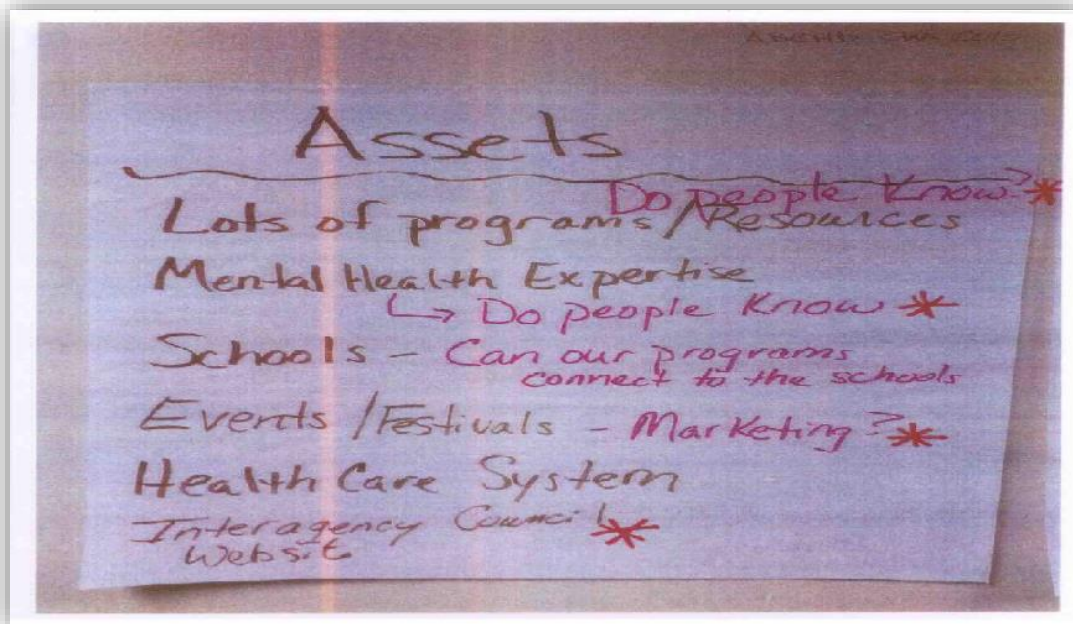 Assets
Do people Know?*
Lots of programs/Resources
Mental Health Expertise
↳ Do people Know *
Schools - Can our programs
connect to the schools
Events/Festivals - Marketing? *
Health Care System
Interagency Council *
Website